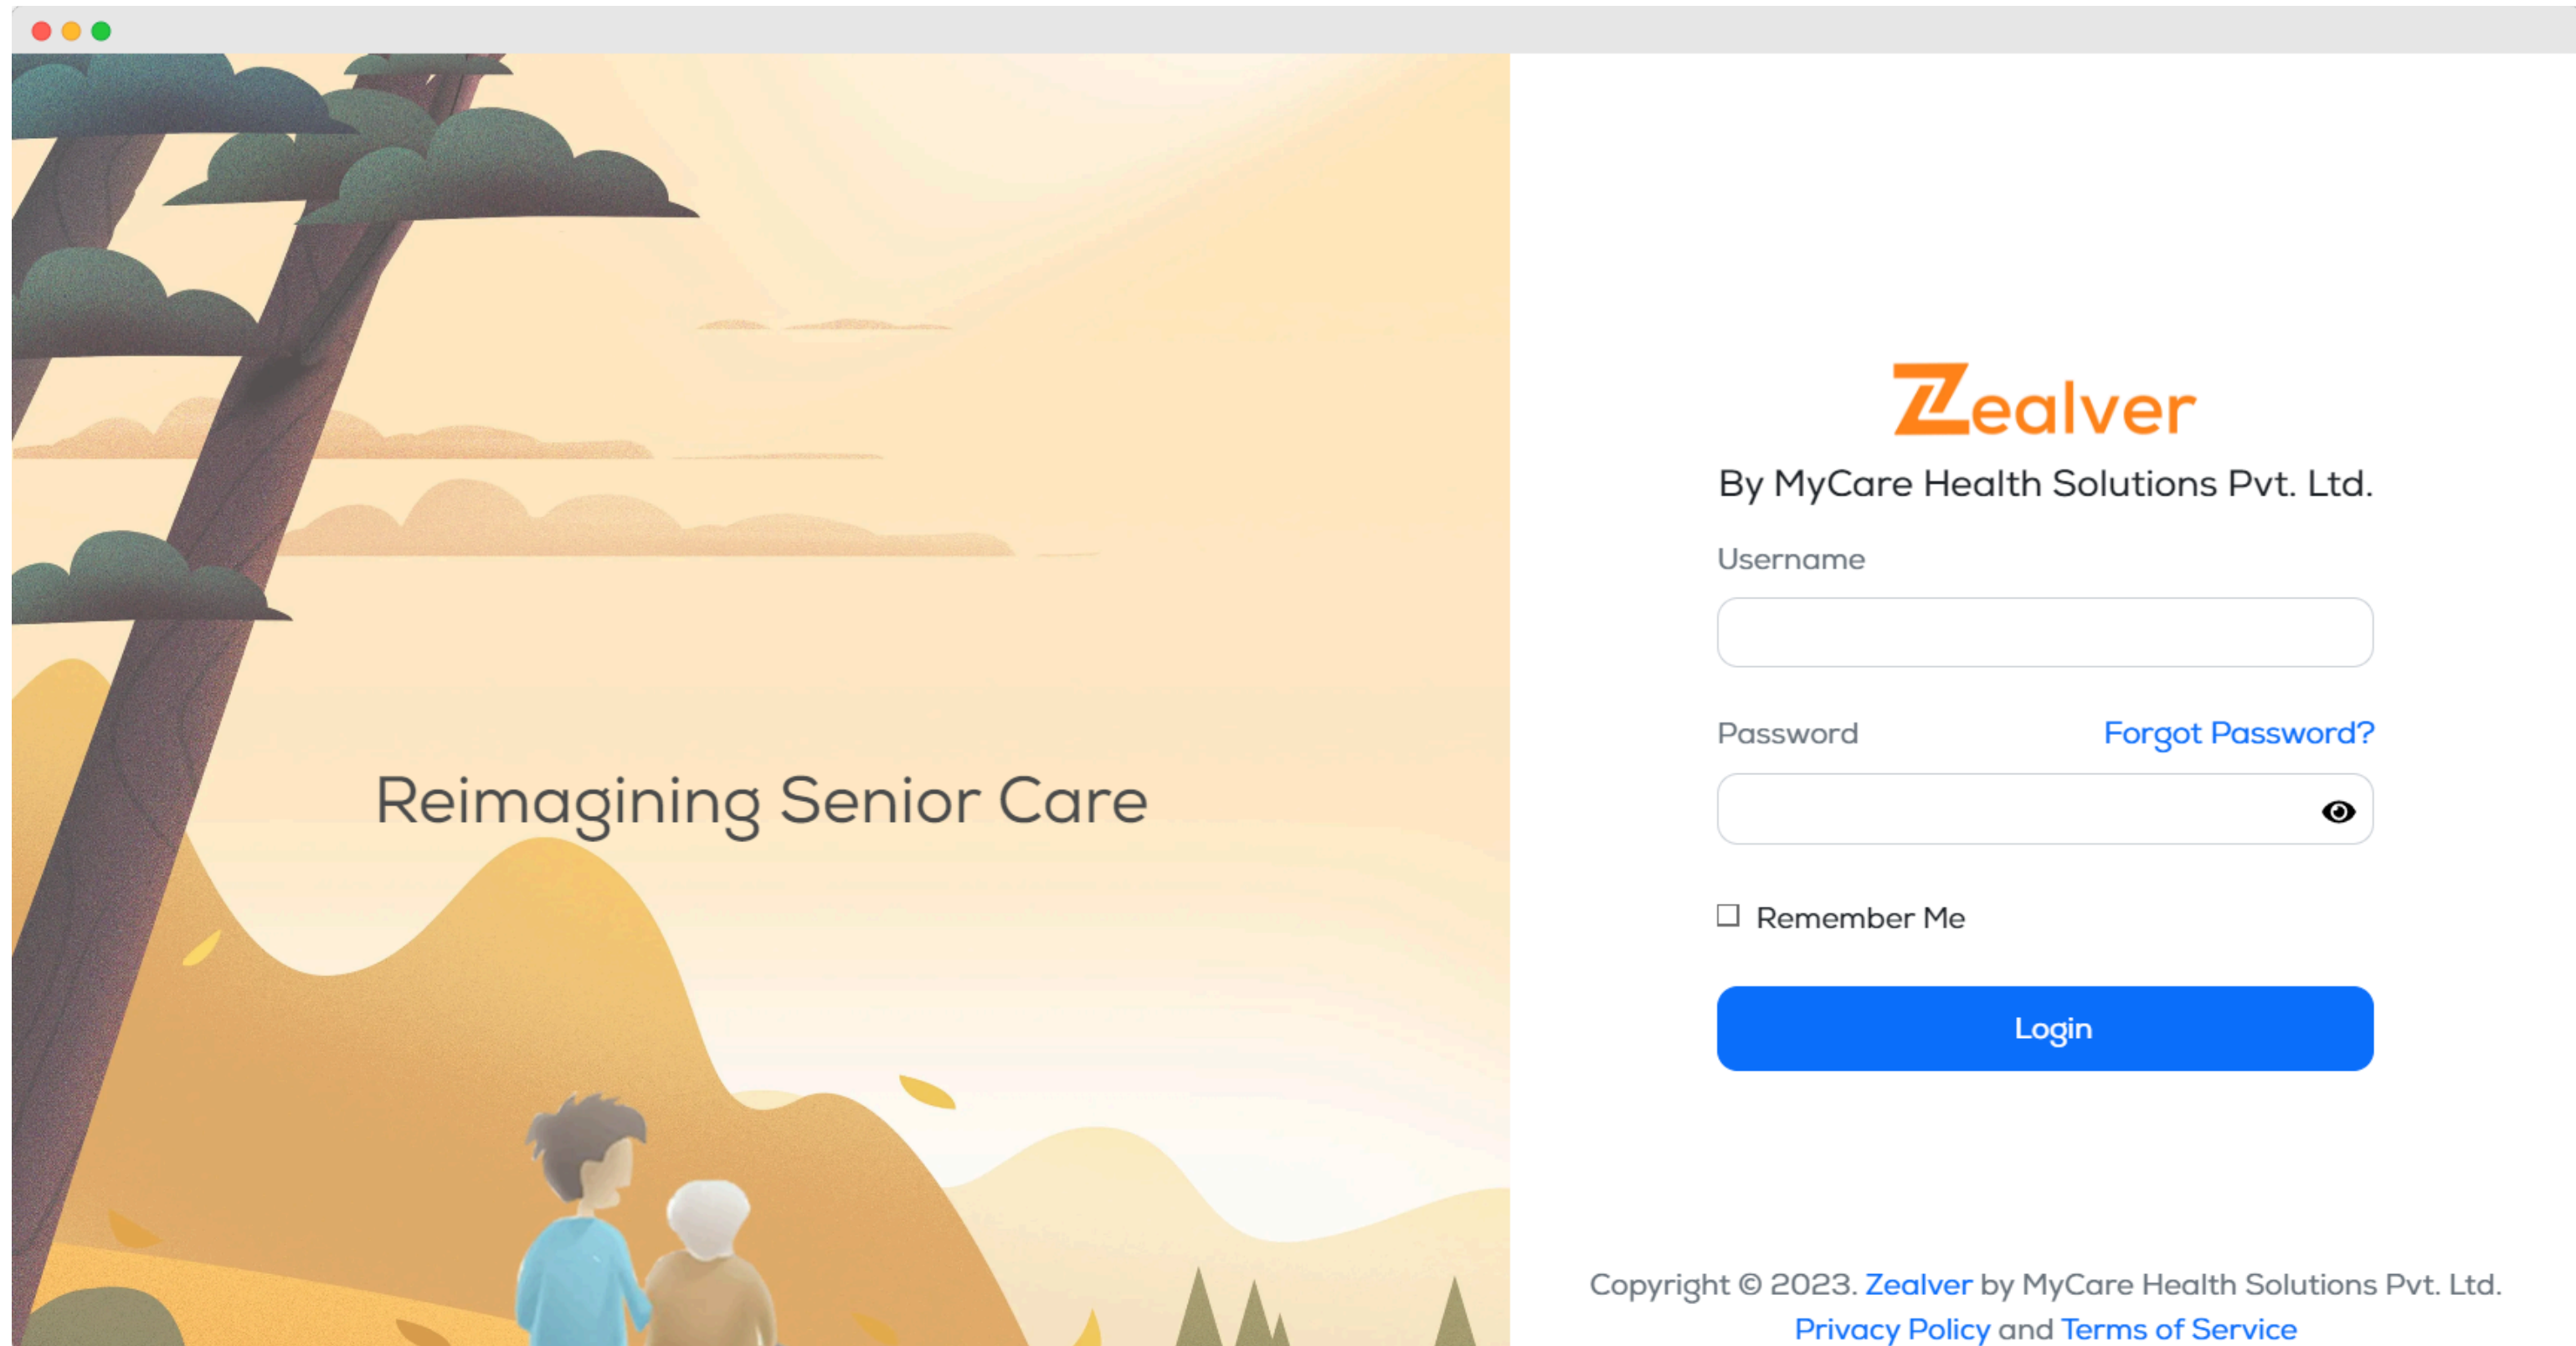 Reimagining Senior Care
Zealver
By MyCare Health Solutions Pvt. Ltd.
Username
Password
Forgot Password?
Remember Me
Login
Copyright © 2023. Zealver by MyCare Health Solutions Pvt. Ltd.
Privacy Policy and Terms of Service